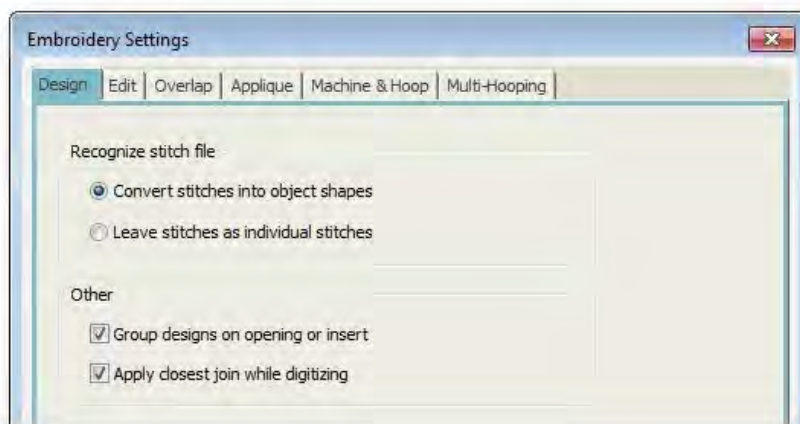 Embroidery Settings
Design Edit Overlap Applique Machine & Hoop Multi-Hooping
Recognize stitch file
Convert stitches into object shapes
Leave stitches as individual stitches
Other
Group designs on opening or insert
Apply closest join while digitizing